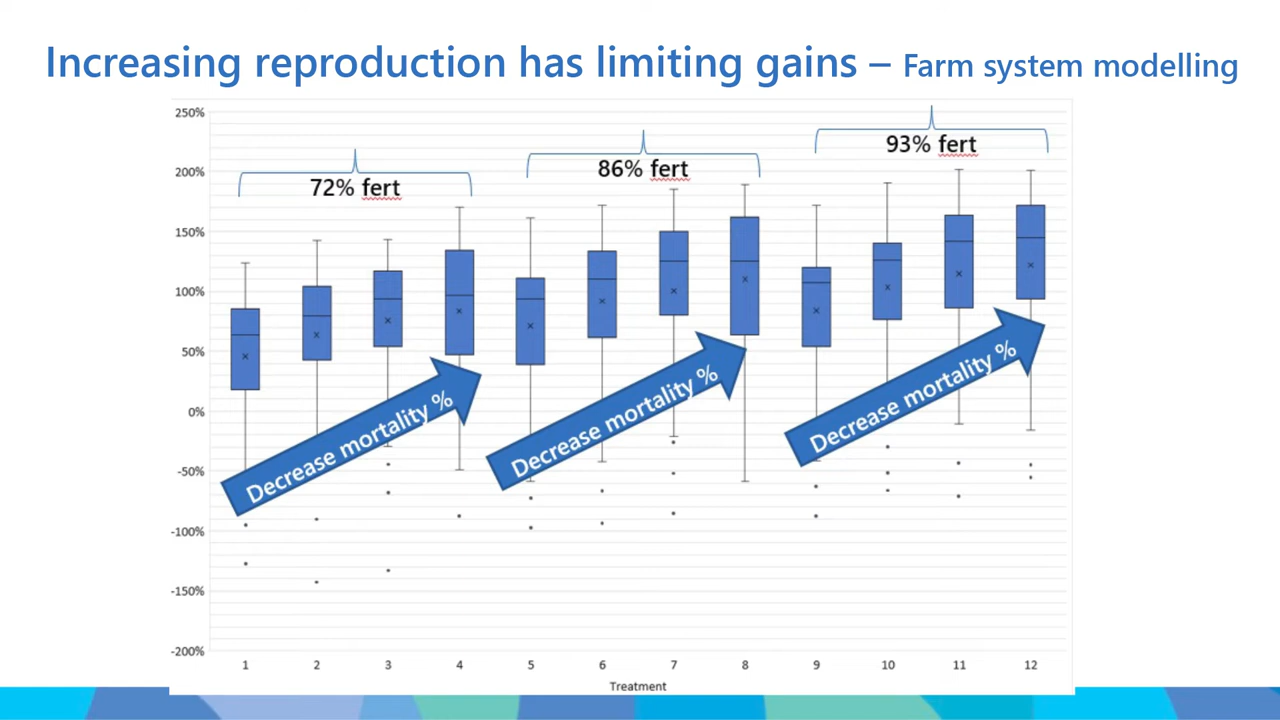 Increasing reproduction has limiting gains – Farm system modelling
250%
200%
150%
100%
50%
0%
-50%
-100%
-150%
-200%
72% fert
86% fert
93% fert
Decrease mortality %
Decrease mortality %
Decrease mortality %
1 2 3 4 5 6 7 8 9 10 11 12
Treatment